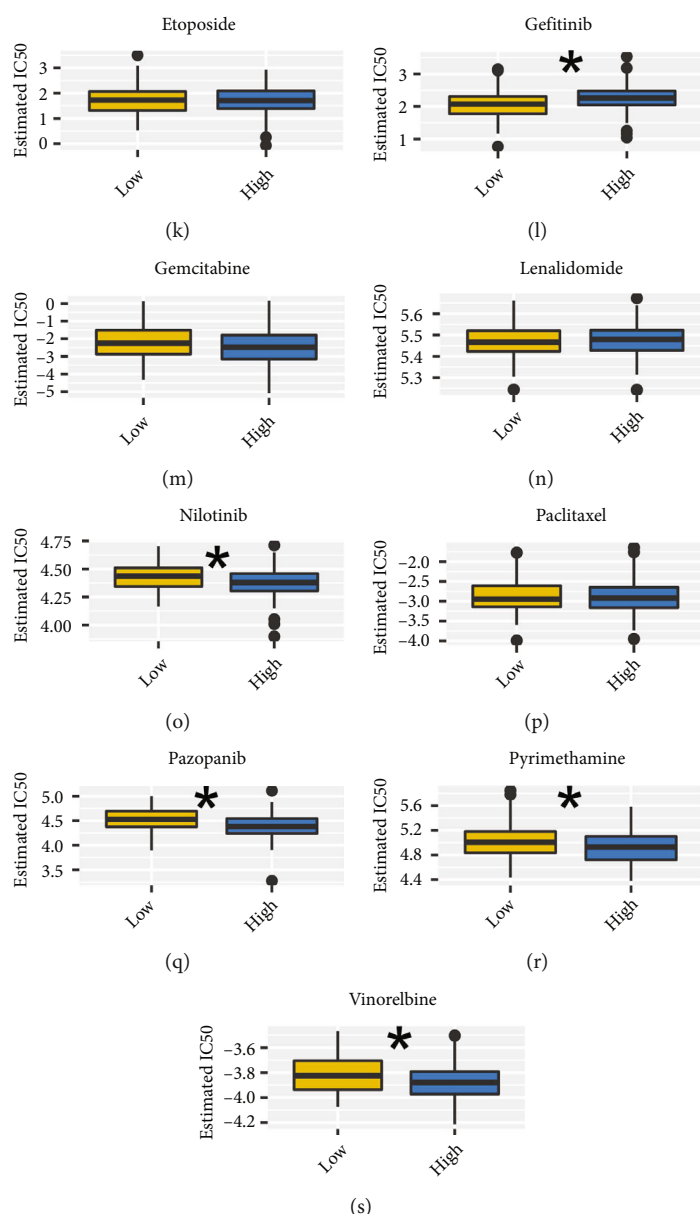 Etoposide
Estimated IC50
3
2
1
0
Low
High
(k)
Gefitinib
Estimated IC50
3
2
1
Low
High
(l)
Gemcitabine
Estimated IC50
0
−1
−2
−3
−4
−5
Low
High
(m)
Lenalidomide
Estimated IC50
5.6
5.5
5.4
5.3
Low
High
(n)
Nilotinib
Estimated IC50
4.75
4.50
4.25
4.00
Low
High
(o)
Paclitaxel
Estimated IC50
−2.0
−2.5
−3.0
−3.5
−4.0
Low
High
(p)
Pazopanib
Estimated IC50
5.0
4.5
4.0
3.5
Low
High
(q)
Pyrimethamine
Estimated IC50
5.6
5.2
4.8
4.4
Low
High
(r)
Vinorelbine
Estimated IC50
−3.6
−3.8
−4.0
−4.2
Low
High
(s)